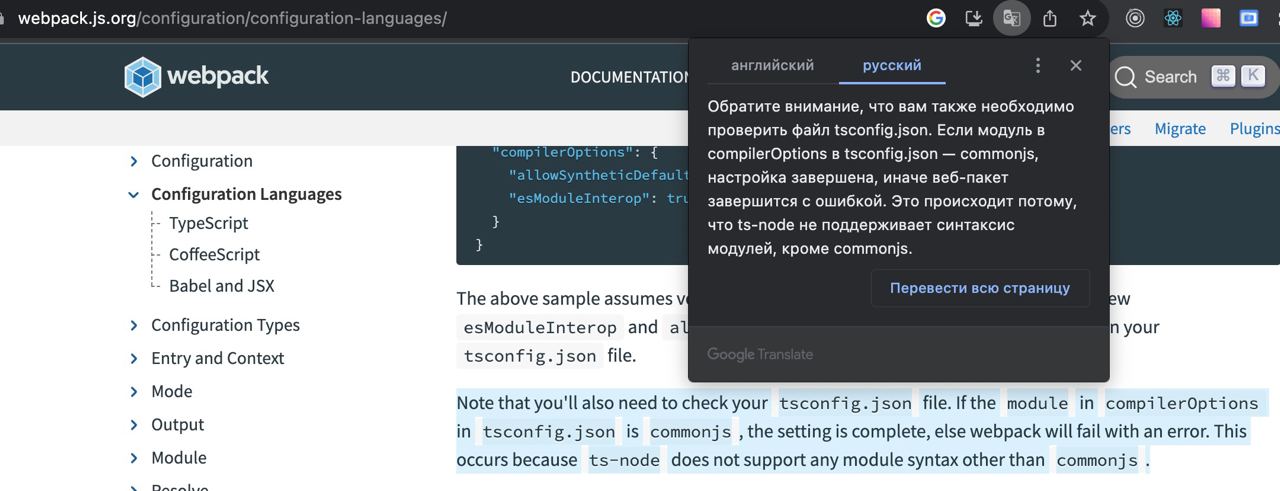 webpack.js.org/configuration/configuration-languages/
webpack
DOCUMENTATION
Search ⌘ K
ers Migrate Plugins
английский русский
Обратите внимание, что вам также необходимо
проверить файл tsconfig.json. Если модуль в
compilerOptions в tsconfig.json — commonjs,
настройка завершена, иначе веб-пакет
завершится с ошибкой. Это происходит потому,
что ts-node не поддерживает синтаксис
модулей, кроме commonjs.
Перевести всю страницу
Google Translate
Configuration
Configuration Languages
TypeScript
CoffeeScript
Babel and JSX
Configuration Types
Entry and Context
Mode
Output
Module
Resolve
"compilerOptions": {
"allowSyntheticDefault
"esModuleInterop": tru
}
}
The above sample assumes ve ew
esModuleInterop and al n your
tsconfig.json file.
Note that you'll also need to check your tsconfig.json file. If the module in compilerOptions
in tsconfig.json is commonjs , the setting is complete, else webpack will fail with an error. This
occurs because ts-node does not support any module syntax other than commonjs .